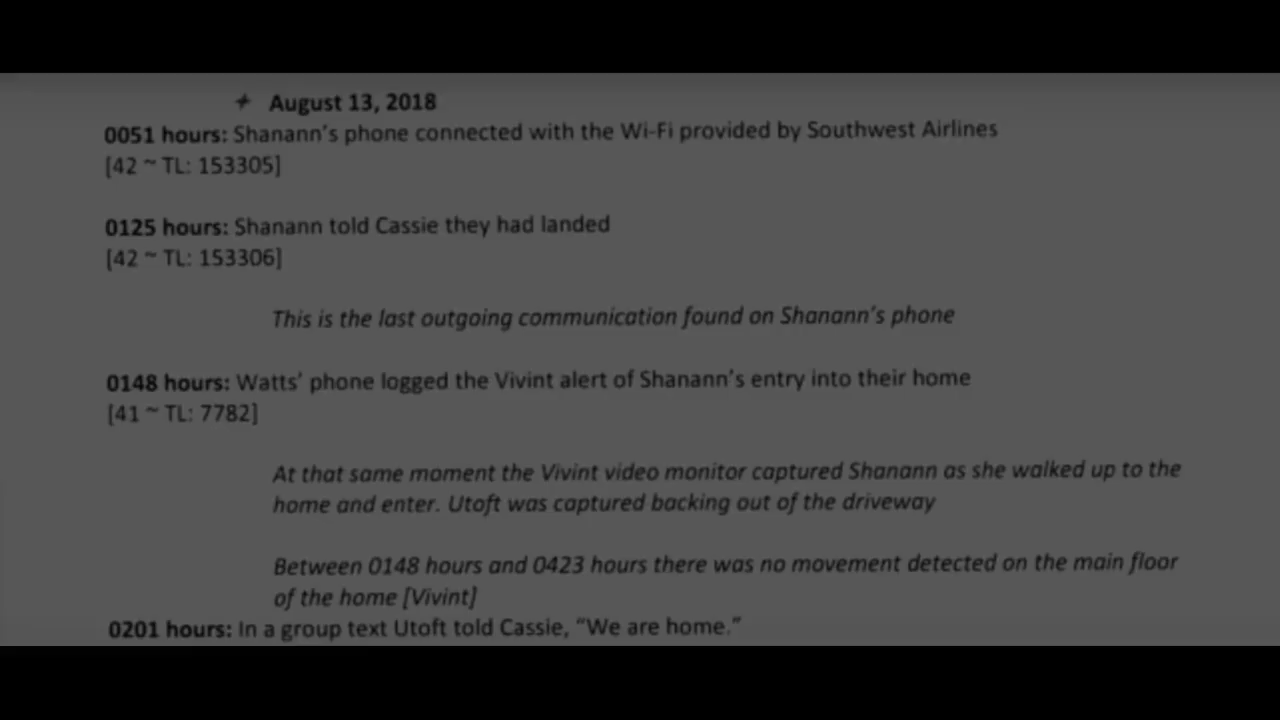 + August 13, 2018
0051 hours: Shanann's phone connected with the Wi-Fi provided by Southwest Airlines
[42 ~ TL: 153305]
0125 hours: Shanann told Cassie they had landed
[42 ~ TL: 153306]
This is the last outgoing communication found on Shanann's phone
0148 hours: Watts' phone logged the Vivint alert of Shanann's entry into their home
[41 ~ TL: 7782]
At that same moment the Vivint video monitor captured Shanann as she walked up to the
home and enter. Utoft was captured backing out of the driveway
Between 0148 hours and 0423 hours there was no movement detected on the main floor
of the home [Vivint]
0201 hours: In a group text Utoft told Cassie, “We are home.”